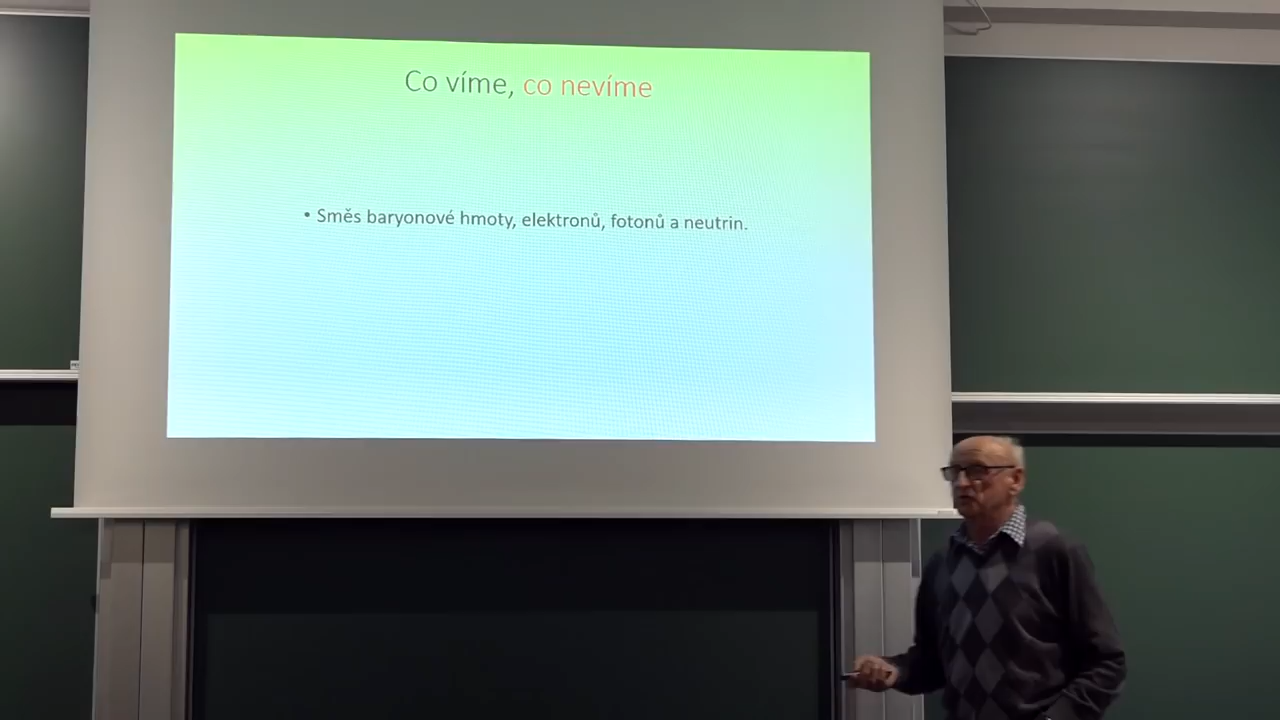 Co víme, co nevíme
• Směs baryonové hmoty, elektronů, fotonů a neutrin.